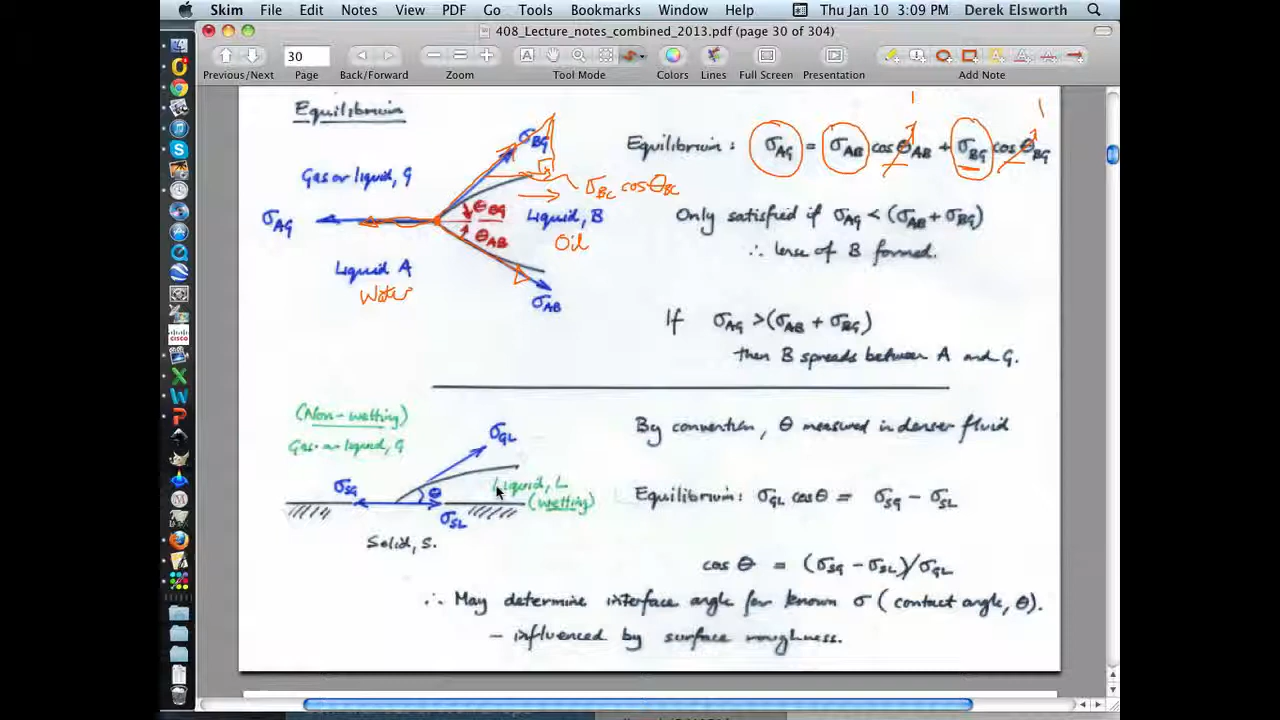 Skim File Edit Notes View PDF Go Tools Bookmarks Window Help Thu Jan 10 3:09 PM Derek Elsworth
408_Lecture_notes_combined_2013.pdf (page 30 of 304)
30
Previous/Next Page Back/Forward Zoom Tool Mode Colors Lines Full Screen Presentation Add Note
Equilibrium
σBG
Gas or liquid, G
σAG
θBG
θAB
Liquid, B
Oil
σBC cosθBC
Liquid A
Water
σAB
Equilibrium : σAG = σAB cos θAB + σBG cos θBG
1 1
Only satisfied if σAG < (σAB + σBG)
∴ lense of B formed.
If σAG > (σAB + σBG)
then B spreads between A and G.
(Non-wetting)
Gas or liquid, G
σGL
σSG
θ
Liquid, L
(wetting)
σSL
Solid, S.
By convention, θ measured in denser fluid
Equilibrium: σGL cosθ = σSG - σSL
cos θ = (σSG - σSL)/σGL
∴ May determine interface angle for known σ (contact angle, θ).
- influenced by surface roughness.